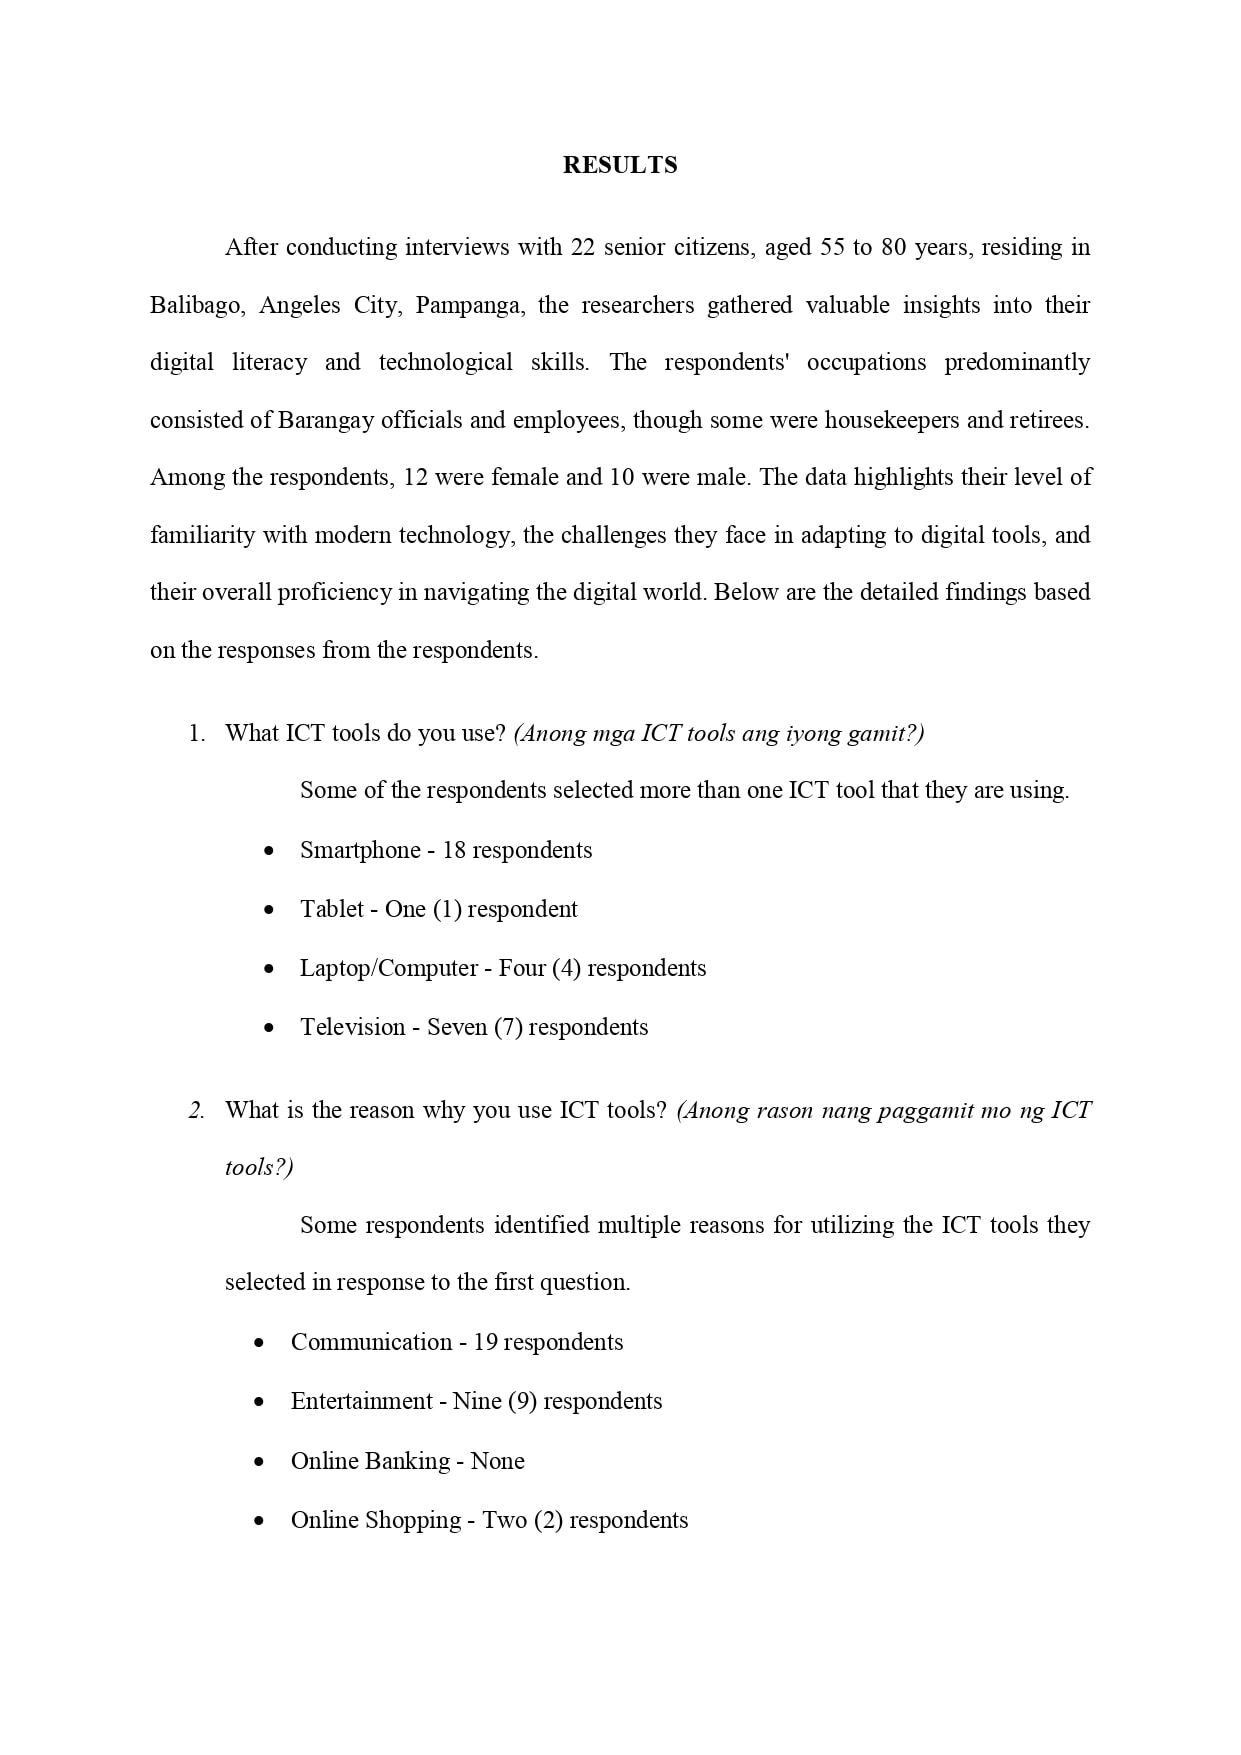 RESULTS
After conducting interviews with 22 senior citizens, aged 55 to 80 years, residing in
Balibago, Angeles City, Pampanga, the researchers gathered valuable insights into their
digital literacy and technological skills. The respondents' occupations predominantly
consisted of Barangay officials and employees, though some were housekeepers and retirees.
Among the respondents, 12 were female and 10 were male. The data highlights their level of
familiarity with modern technology, the challenges they face in adapting to digital tools, and
their overall proficiency in navigating the digital world. Below are the detailed findings based
on the responses from the respondents.
1. What ICT tools do you use? (Anong mga ICT tools ang iyong gamit?)
Some of the respondents selected more than one ICT tool that they are using.
• Smartphone - 18 respondents
• Tablet - One (1) respondent
• Laptop/Computer - Four (4) respondents
• Television - Seven (7) respondents
2. What is the reason why you use ICT tools? (Anong rason nang paggamit mo ng ICT
tools?)
Some respondents identified multiple reasons for utilizing the ICT tools they
selected in response to the first question.
• Communication - 19 respondents
• Entertainment - Nine (9) respondents
• Online Banking - None
• Online Shopping - Two (2) respondents